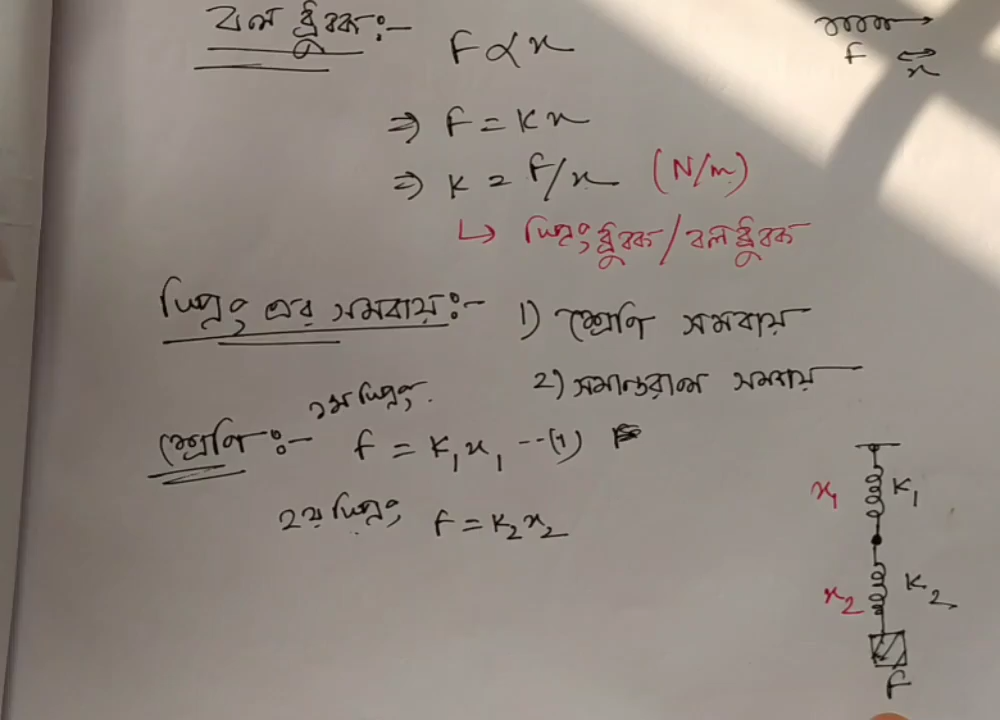 বল ধ্রুবক :- F ∝ x
F x
⇒ F = Kx
⇒ K = F/x (N/m)
↳ স্প্রিং ধ্রুবক/বল ধ্রুবক
স্প্রিং এর সমবায় :- 1) শ্রেণি সমবায়
2) সমান্তরাল সমবায়
১ম স্প্রিং
শ্রেণি :- F = K₁x₁ --(1)
২য় স্প্রিং F = K₂x₂
x₁ K₁
x₂ K₂
F